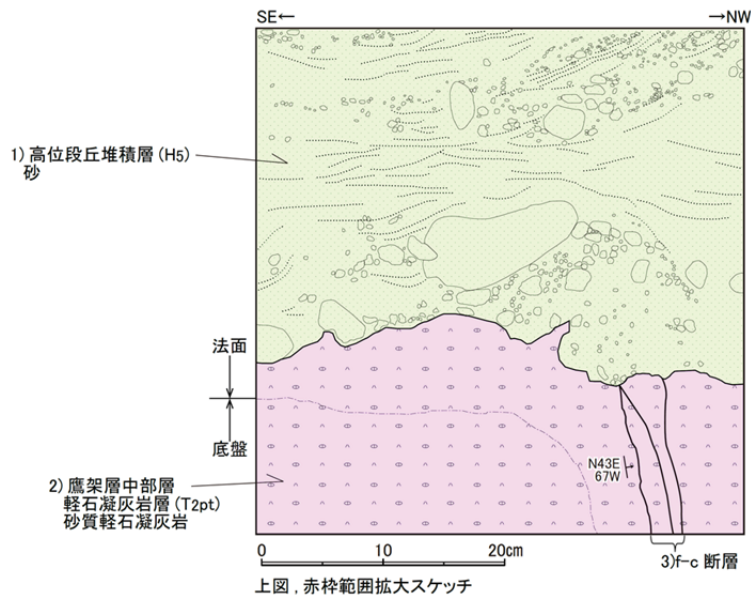 SE← →NW
1) 高位段丘堆積層 (H5)
砂
法面
底盤
N43E
67W
2) 鷹架層中部層
軽石凝灰岩層 (T2pt)
砂質軽石凝灰岩
3)f-c 断層
0 10 20cm
上図 , 赤枠範囲拡大スケッチ